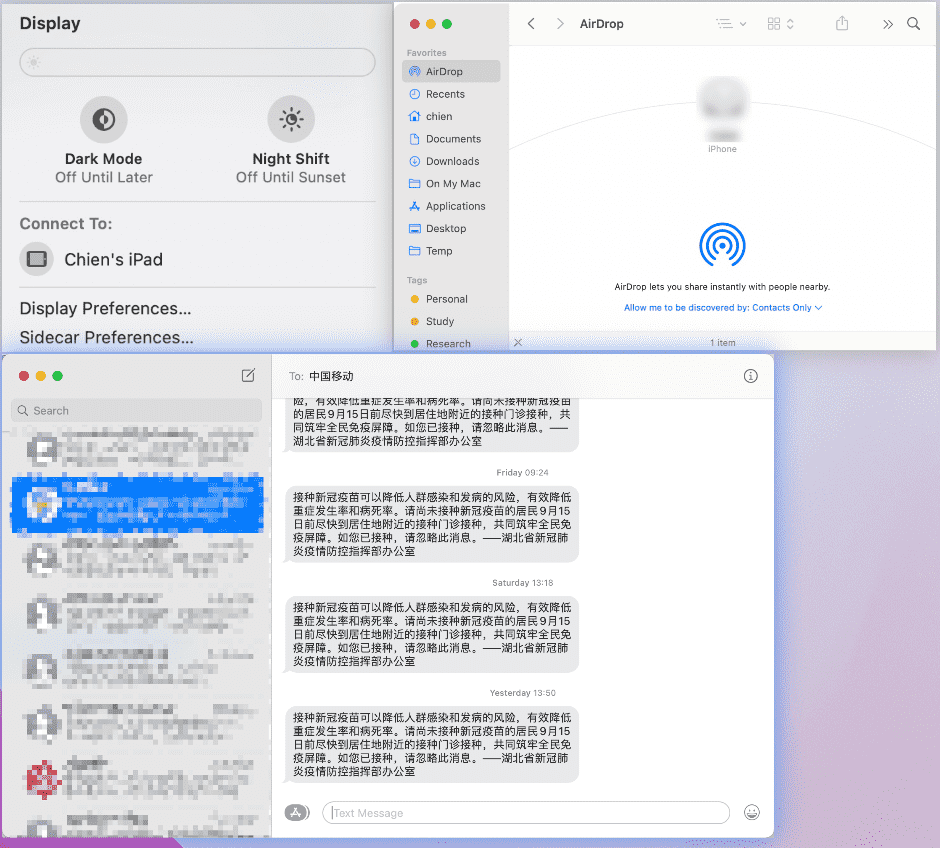 Display
Dark Mode
Off Until Later
Night Shift
Off Until Sunset
Connect To:
Chien's iPad
Display Preferences...
Sidecar Preferences...
AirDrop
Favorites
AirDrop
Recents
chien
Documents
Downloads
On My Mac
Applications
Desktop
Temp
Tags
Personal
Study
Research
iPhone
AirDrop lets you share instantly with people nearby.
Allow me to be discovered by: Contacts Only
1 item
Search
To: 中国移动
险，有效降低重症发生率和病死率。请尚未接种新冠疫苗
的居民9月15日前尽快到居住地附近的接种门诊接种，共
同筑牢全民免疫屏障。如您已接种，请忽略此消息。——
湖北省新冠肺炎疫情防控指挥部办公室
Friday 09:24
接种新冠疫苗可以降低人群感染和发病的风险，有效降低
重症发生率和病死率。请尚未接种新冠疫苗的居民9月15
日前尽快到居住地附近的接种门诊接种，共同筑牢全民免
疫屏障。如您已接种，请忽略此消息。——湖北省新冠肺
炎疫情防控指挥部办公室
Saturday 13:18
接种新冠疫苗可以降低人群感染和发病的风险，有效降低
重症发生率和病死率。请尚未接种新冠疫苗的居民9月15
日前尽快到居住地附近的接种门诊接种，共同筑牢全民免
疫屏障。如您已接种，请忽略此消息。——湖北省新冠肺
炎疫情防控指挥部办公室
Yesterday 13:50
接种新冠疫苗可以降低人群感染和发病的风险，有效降低
重症发生率和病死率。请尚未接种新冠疫苗的居民9月15
日前尽快到居住地附近的接种门诊接种，共同筑牢全民免
疫屏障。如您已接种，请忽略此消息。——湖北省新冠肺
炎疫情防控指挥部办公室
Text Message